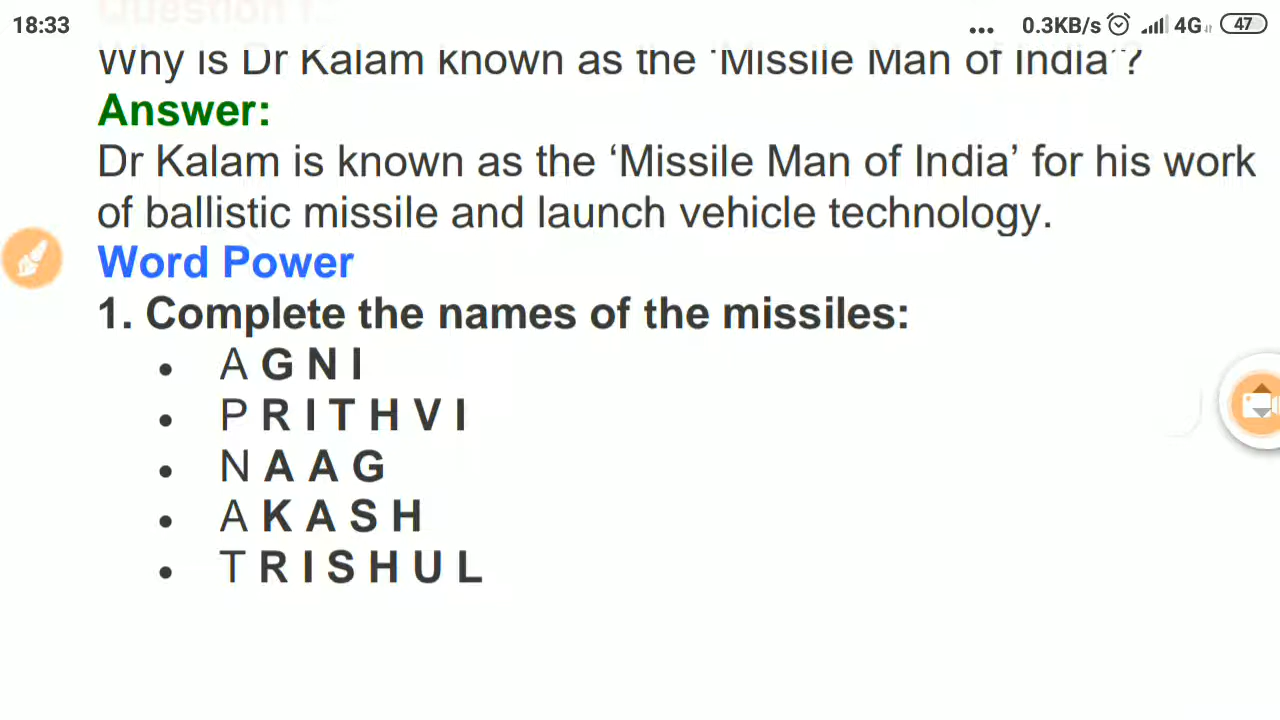 Question 1:
18:33 ... 0.3KB/s 4G 47
Why is Dr Kalam known as the 'Missile Man of India'?
Answer:
Dr Kalam is known as the ‘Missile Man of India’ for his work
of ballistic missile and launch vehicle technology.
Word Power
1. Complete the names of the missiles:
• A G N I
• P R I T H V I
• N A A G
• A K A S H
• T R I S H U L